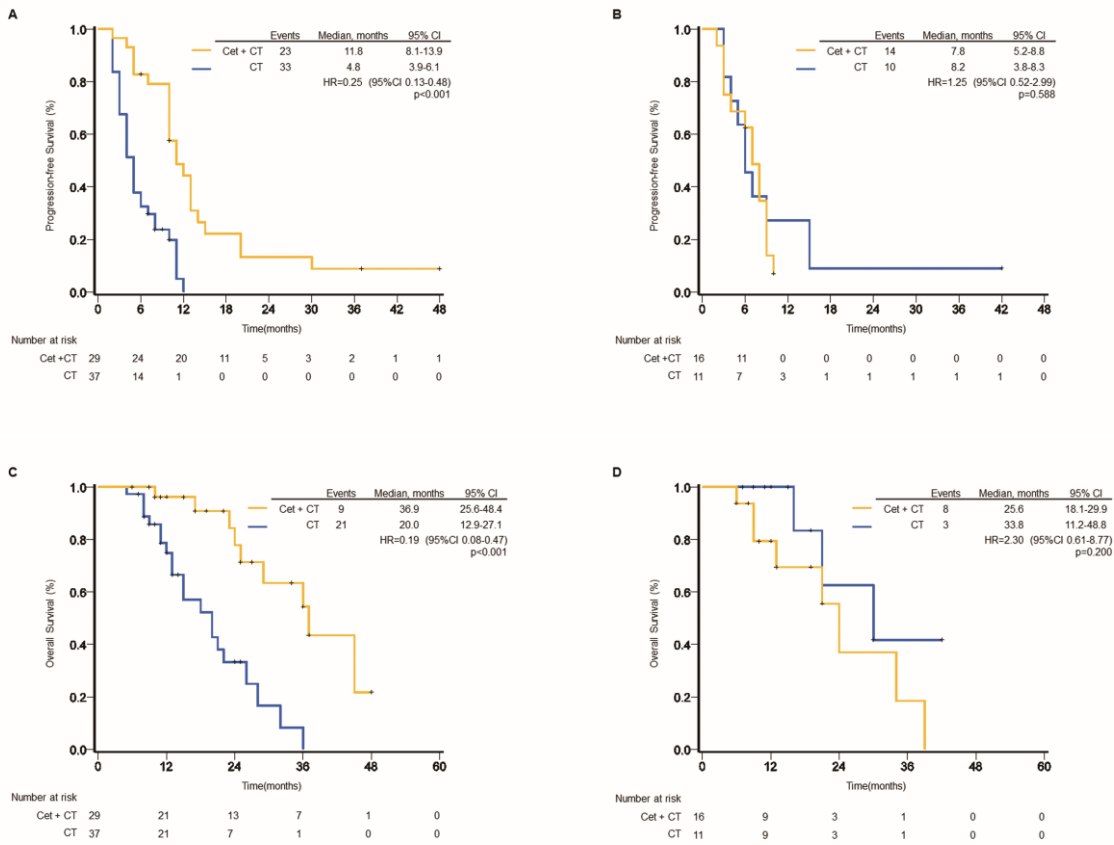 A
Events Median, months 95% CI
Cet + CT 23 11.8 8.1-13.9
CT 33 4.8 3.9-6.1
HR=0.25 (95%CI 0.13-0.48)
p<0.001
Progression-free Survival (%)
1.0
0.8
0.6
0.4
0.2
0.0
0 6 12 18 24 30 36 42 48
Time(months)
Number at risk
Cet +CT 29 24 20 11 5 3 2 1 1
CT 37 14 1 0 0 0 0 0 0
B
Events Median, months 95% CI
Cet + CT 14 7.8 5.2-8.8
CT 10 8.2 3.8-8.3
HR=1.25 (95%CI 0.52-2.99)
p=0.588
Progression-free Survival (%)
1.0
0.8
0.6
0.4
0.2
0.0
0 6 12 18 24 30 36 42 48
Time(months)
Number at risk
Cet +CT 16 11 0 0 0 0 0 0 0
CT 11 7 3 1 1 1 1 1 0
C
Events Median, months 95% CI
Cet + CT 9 36.9 25.6-48.4
CT 21 20.0 12.9-27.1
HR=0.19 (95%CI 0.08-0.47)
p<0.001
Overall Survival (%)
1.0
0.8
0.6
0.4
0.2
0.0
0 12 24 36 48 60
Time(months)
Number at risk
Cet + CT 29 21 13 7 1 0
CT 37 21 7 1 0 0
D
Events Median, months 95% CI
Cet + CT 8 25.6 18.1-29.9
CT 3 33.8 11.2-48.8
HR=2.30 (95%CI 0.61-8.77)
p=0.200
Overall Survival (%)
1.0
0.8
0.6
0.4
0.2
0.0
0 12 24 36 48 60
Time(months)
Number at risk
Cet + CT 16 9 3 1 0 0
CT 11 9 3 1 0 0